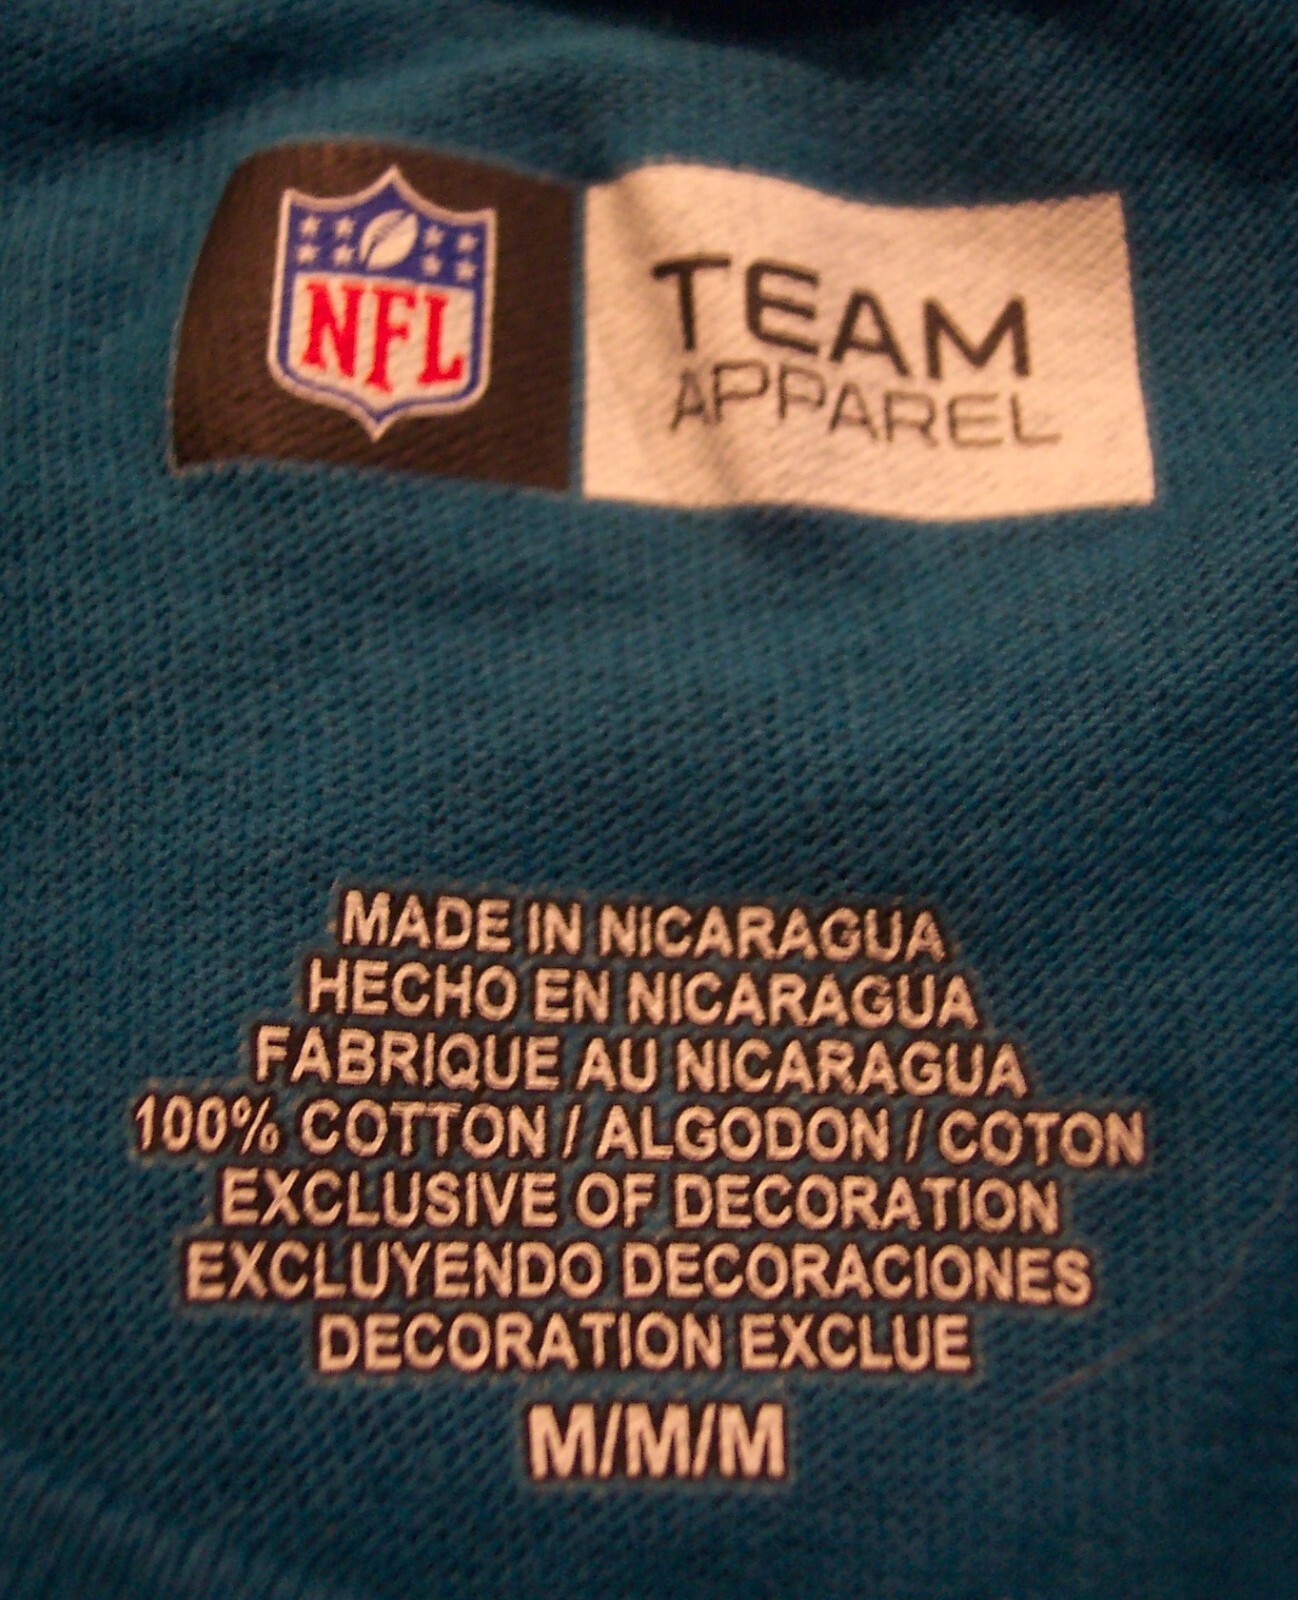 NFL
TEAM
APPAREL
MADE IN NICARAGUA
HECHO EN NICARAGUA
FABRIQUE AU NICARAGUA
100% COTTON / ALGODON / COTON
EXCLUSIVE OF DECORATION
EXCLUYENDO DECORACIONES
DECORATION EXCLUE
M/M/M